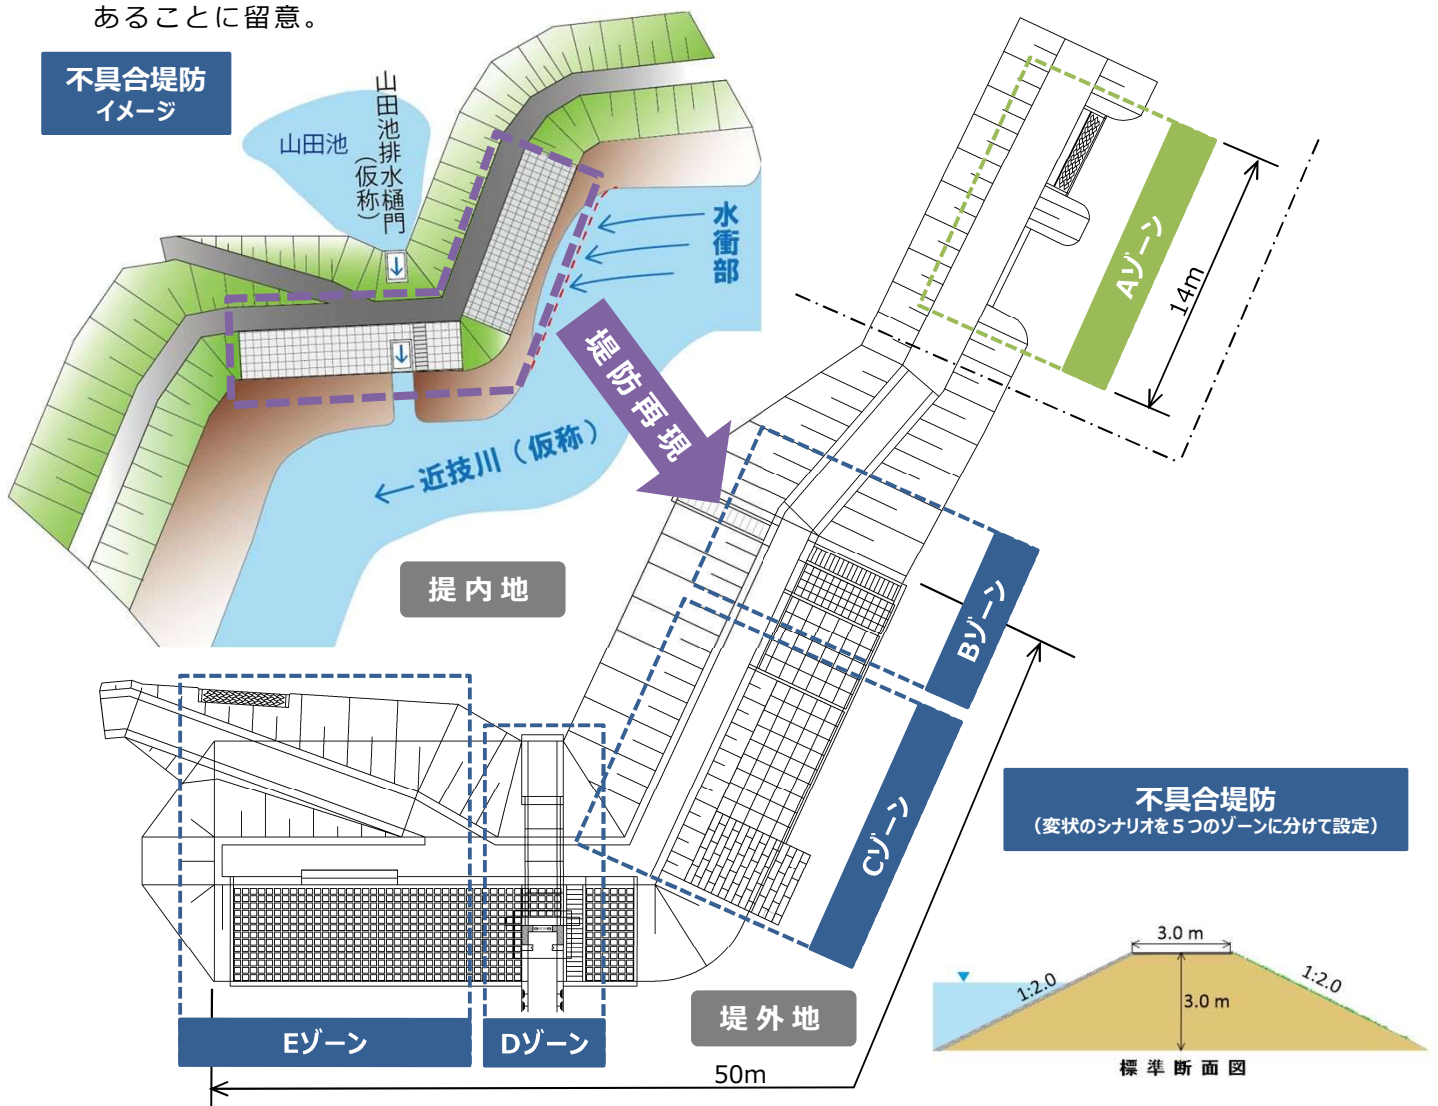 あることに留意。
不具合堤防
イメージ
山田池
山田池排水樋門
（仮称）
水衝部
堤防再現
近技川（仮称）
Aゾーン
14m
提内地
Bゾーン
Cゾーン
不具合堤防
（変状のシナリオを５つのゾーンに分けて設定）
3.0 m
1:2.0
1:2.0
3.0 m
標準断面図
堤外地
Eゾーン
Dゾーン
50m